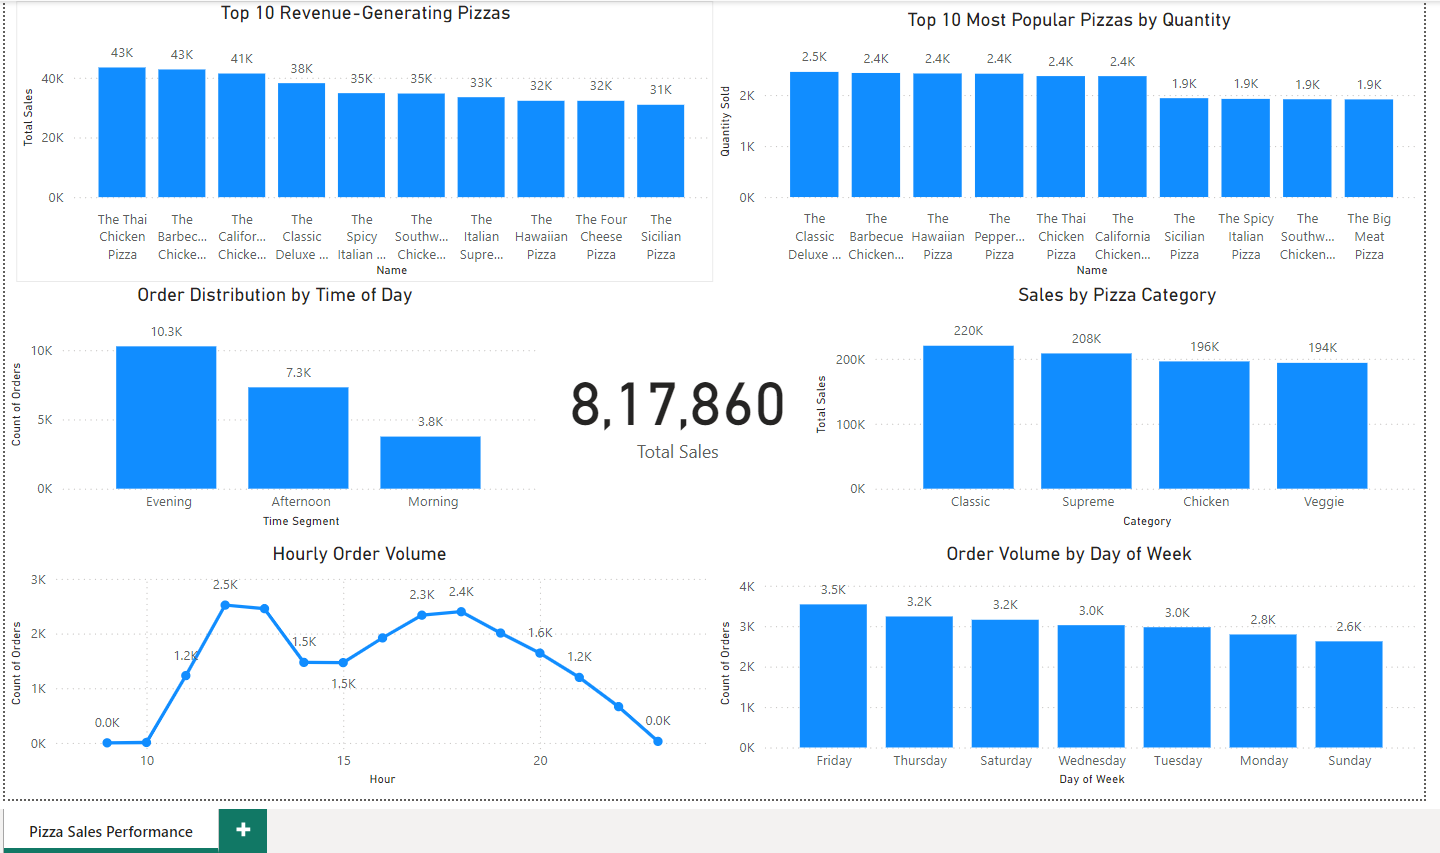 Top 10 Revenue-Generating Pizzas
Total Sales
40K
20K
0K
43K
43K
41K
38K
35K
35K
33K
32K
32K
31K
The Thai
Chicken
Pizza
The
Barbec...
Chicke...
The
Califor...
Chicke...
The
Classic
Deluxe ...
The
Spicy
Italian ...
The
Southw...
Chicke...
The
Italian
Supre...
The
Hawaiian
Pizza
The Four
Cheese
Pizza
The
Sicilian
Pizza
Name
Top 10 Most Popular Pizzas by Quantity
Quantity Sold
2K
1K
0K
2.5K
2.4K
2.4K
2.4K
2.4K
2.4K
1.9K
1.9K
1.9K
1.9K
The
Classic
Deluxe ...
The
Barbecue
Chicken...
The
Hawaiian
Pizza
The
Pepper...
Pizza
The Thai
Chicken
Pizza
The
California
Chicken...
The
Sicilian
Pizza
The Spicy
Italian
Pizza
The
Southw...
Chicken...
The Big
Meat
Pizza
Name
Order Distribution by Time of Day
Count of Orders
10K
5K
0K
10.3K
7.3K
3.8K
Evening
Afternoon
Morning
Time Segment
8,17,860
Total Sales
Sales by Pizza Category
Total Sales
200K
100K
0K
220K
208K
196K
194K
Classic
Supreme
Chicken
Veggie
Category
Hourly Order Volume
Count of Orders
3K
2K
1K
0K
0.0K
1.2K
2.5K
1.5K
1.5K
2.3K
2.4K
1.6K
1.2K
0.0K
10
15
20
Hour
Order Volume by Day of Week
Count of Orders
4K
3K
2K
1K
0K
3.5K
3.2K
3.2K
3.0K
3.0K
2.8K
2.6K
Friday
Thursday
Saturday
Wednesday
Tuesday
Monday
Sunday
Day of Week
Pizza Sales Performance